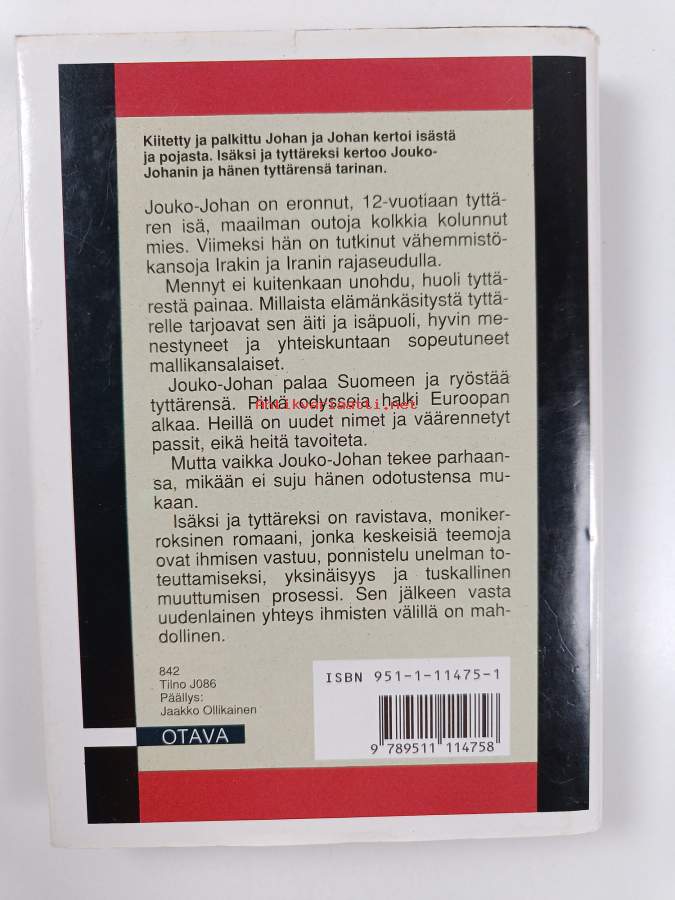 Kiitetty ja palkittu Johan ja Johan kertoi isästä
ja pojasta. Isäksi ja tyttäreksi kertoo Jouko-
Johanin ja hänen tyttärensä tarinan.
Jouko-Johan on eronnut, 12-vuotiaan tyttä-
ren isä, maailman outoja kolkkia kolunnut
mies. Viimeksi hän on tutkinut vähemmistö-
kansoja Irakin ja Iranin rajaseudulla.
Mennyt ei kuitenkaan unohdu, huoli tyttä-
restä painaa. Millaista elämänkäsitystä tyttä-
relle tarjoavat sen äiti ja isäpuoli, hyvin me-
nestyneet ja yhteiskuntaan sopeutuneet
mallikansalaiset.
Jouko-Johan palaa Suomeen ja ryöstää
tyttärensä. Pitkä odysseia halki Euroopan
Antikvariaatti.net
alkaa. Heillä on uudet nimet ja väärennetyt
passit, eikä heitä tavoiteta.
Mutta vaikka Jouko-Johan tekee parhaan-
sa, mikään ei suju hänen odotustensa mu-
kaan.
Isäksi ja tyttäreksi on ravistava, moniker-
roksinen romaani, jonka keskeisiä teemoja
ovat ihmisen vastuu, ponnistelu unelman to-
teuttamiseksi, yksinäisyys ja tuskallinen
muuttumisen prosessi. Sen jälkeen vasta
uudenlainen yhteys ihmisten välillä on mah-
dollinen.
842
Tilno J086
Päällys:
Jaakko Ollikainen
OTAVA
ISBN 951-1-11475-1
9 789511 114758